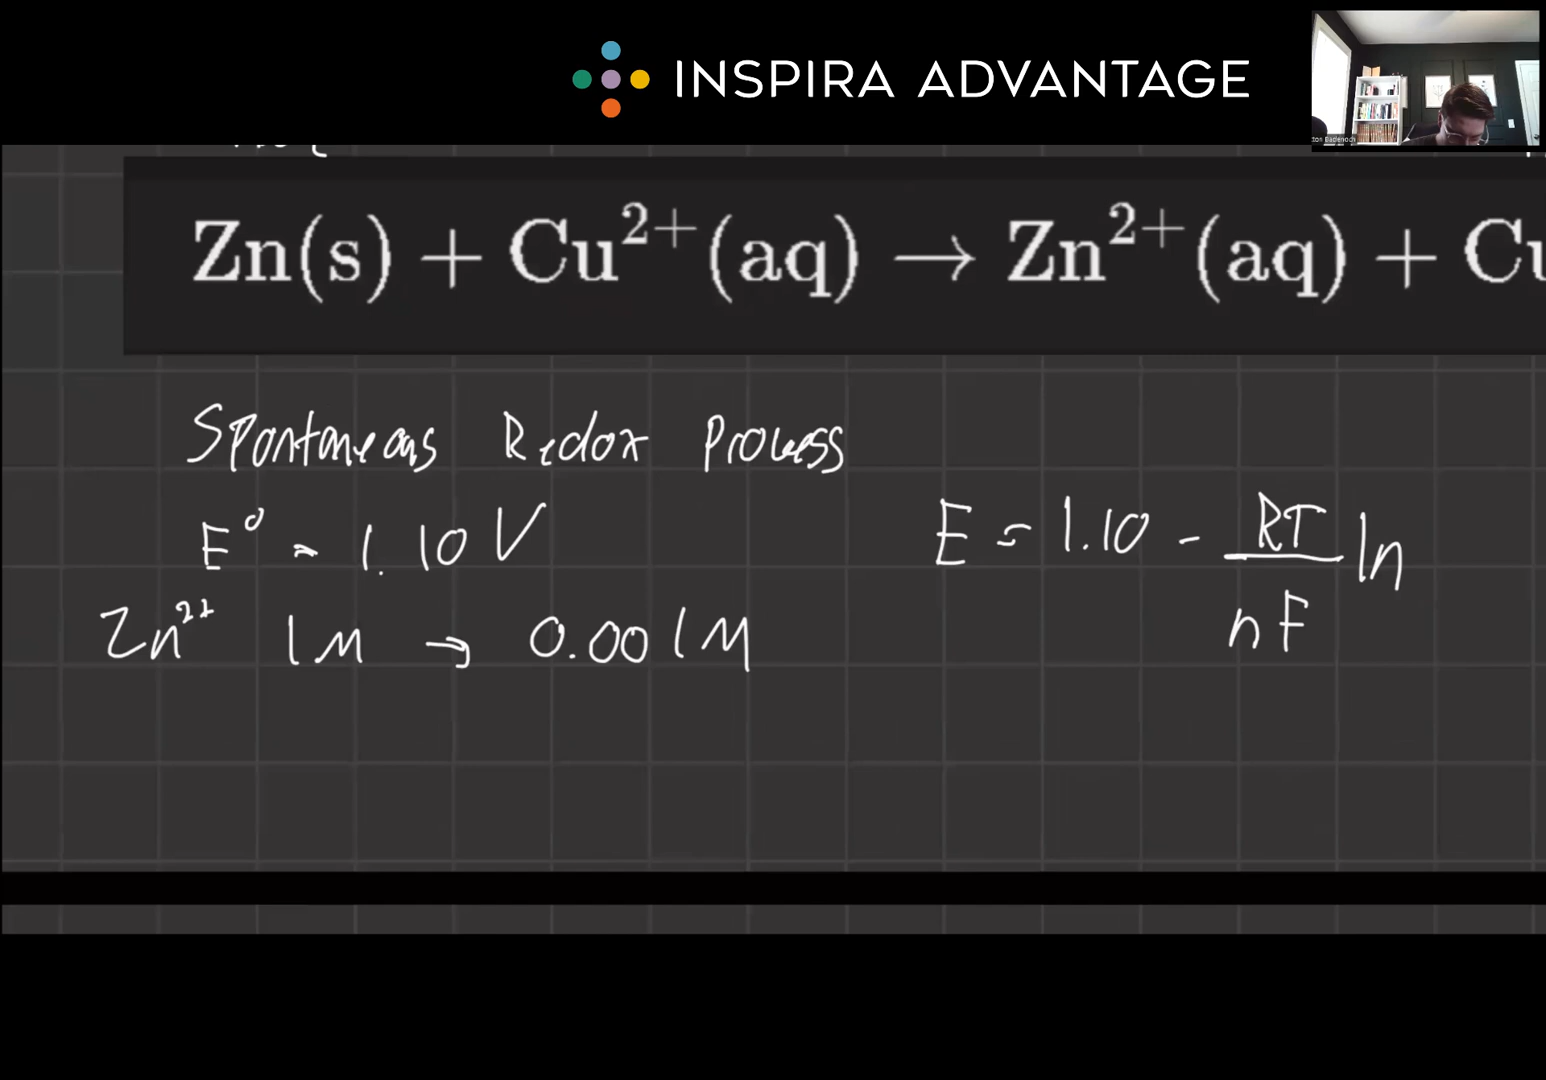 INSPIRA ADVANTAGE
Zn(s) + Cu²⁺(aq) → Zn²⁺(aq) + Cu
Spontaneous Redox Process
E⁰ = 1.10 V
E = 1.10 - RT/nF ln
Zn²⁺ 1M → 0.001M